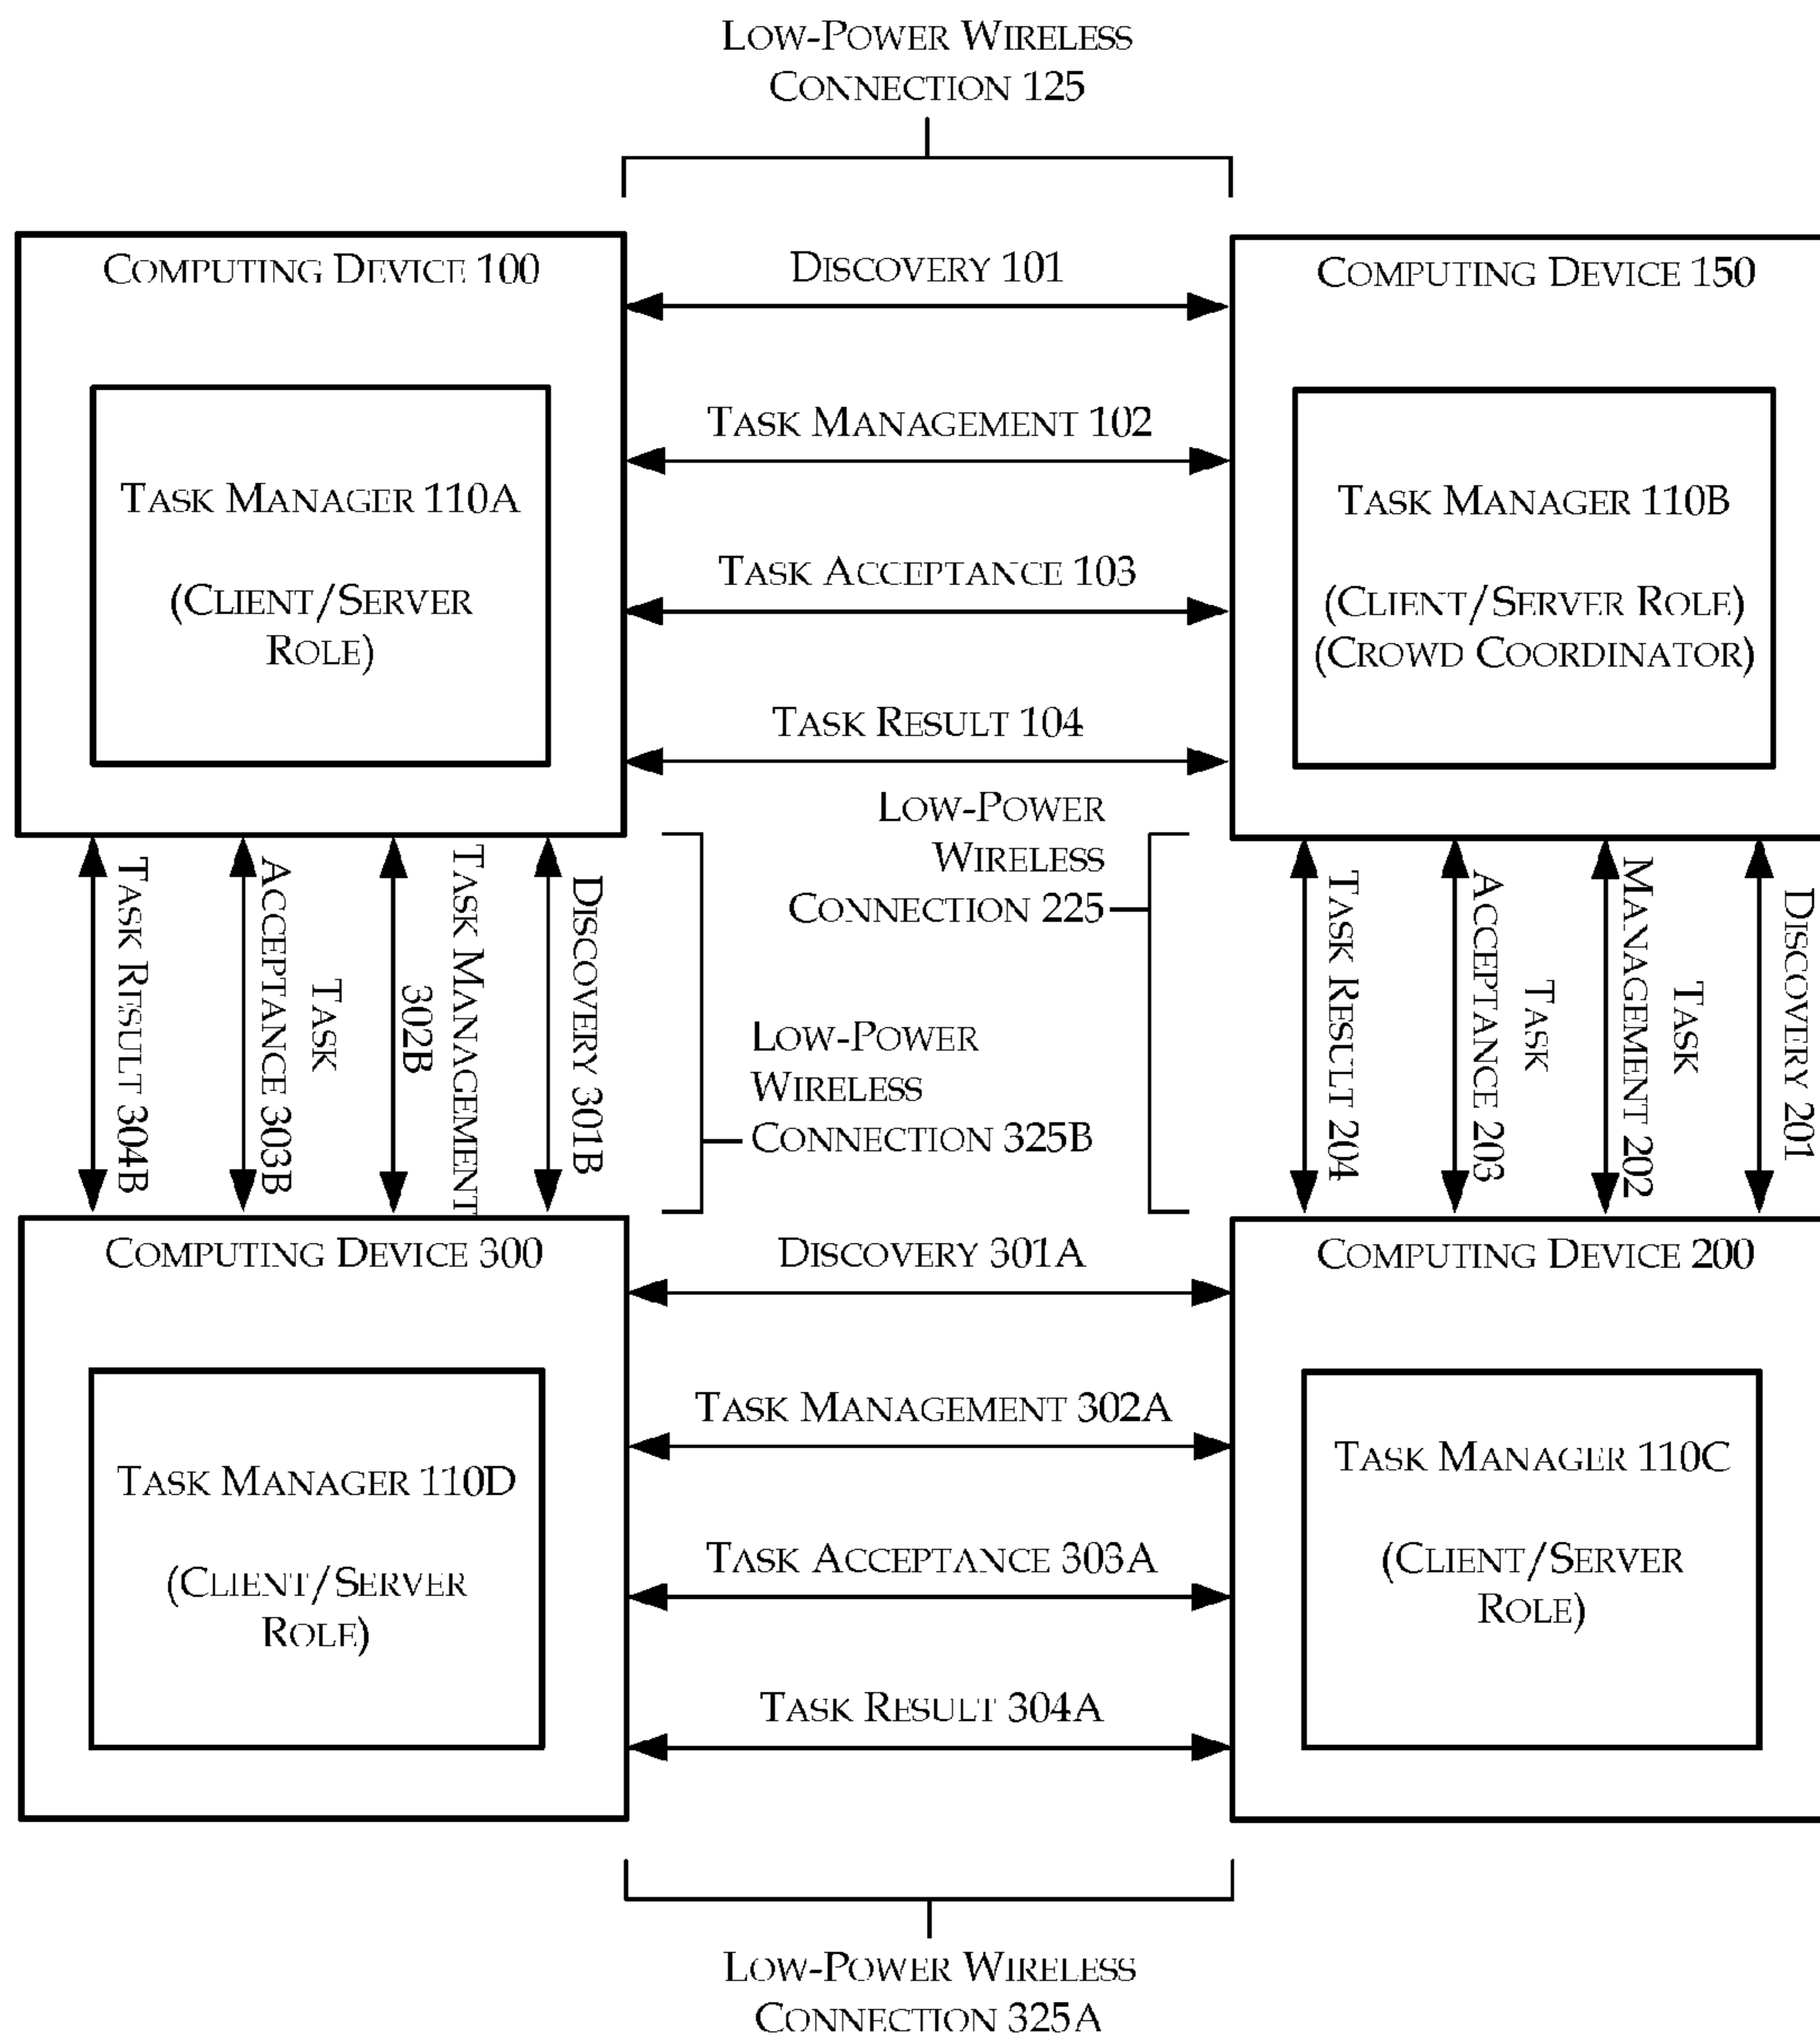 LOW-POWER WIRELESS
CONNECTION 125
COMPUTING DEVICE 100
TASK MANAGER 110A
(CLIENT/SERVER
ROLE)
DISCOVERY 101
TASK MANAGEMENT 102
TASK ACCEPTANCE 103
TASK RESULT 104
COMPUTING DEVICE 150
TASK MANAGER 110B
(CLIENT/SERVER ROLE)
(CROWD COORDINATOR)
TASK RESULT 304B
TASK
ACCEPTANCE 303B
TASK MANAGEMENT
302B
DISCOVERY 301B
LOW-POWER
WIRELESS
CONNECTION 225
LOW-POWER
WIRELESS
CONNECTION 325B
TASK RESULT 204
TASK
ACCEPTANCE 203
TASK
MANAGEMENT 202
DISCOVERY 201
COMPUTING DEVICE 300
TASK MANAGER 110D
(CLIENT/SERVER
ROLE)
DISCOVERY 301A
TASK MANAGEMENT 302A
TASK ACCEPTANCE 303A
TASK RESULT 304A
COMPUTING DEVICE 200
TASK MANAGER 110C
(CLIENT/SERVER
ROLE)
LOW-POWER WIRELESS
CONNECTION 325A